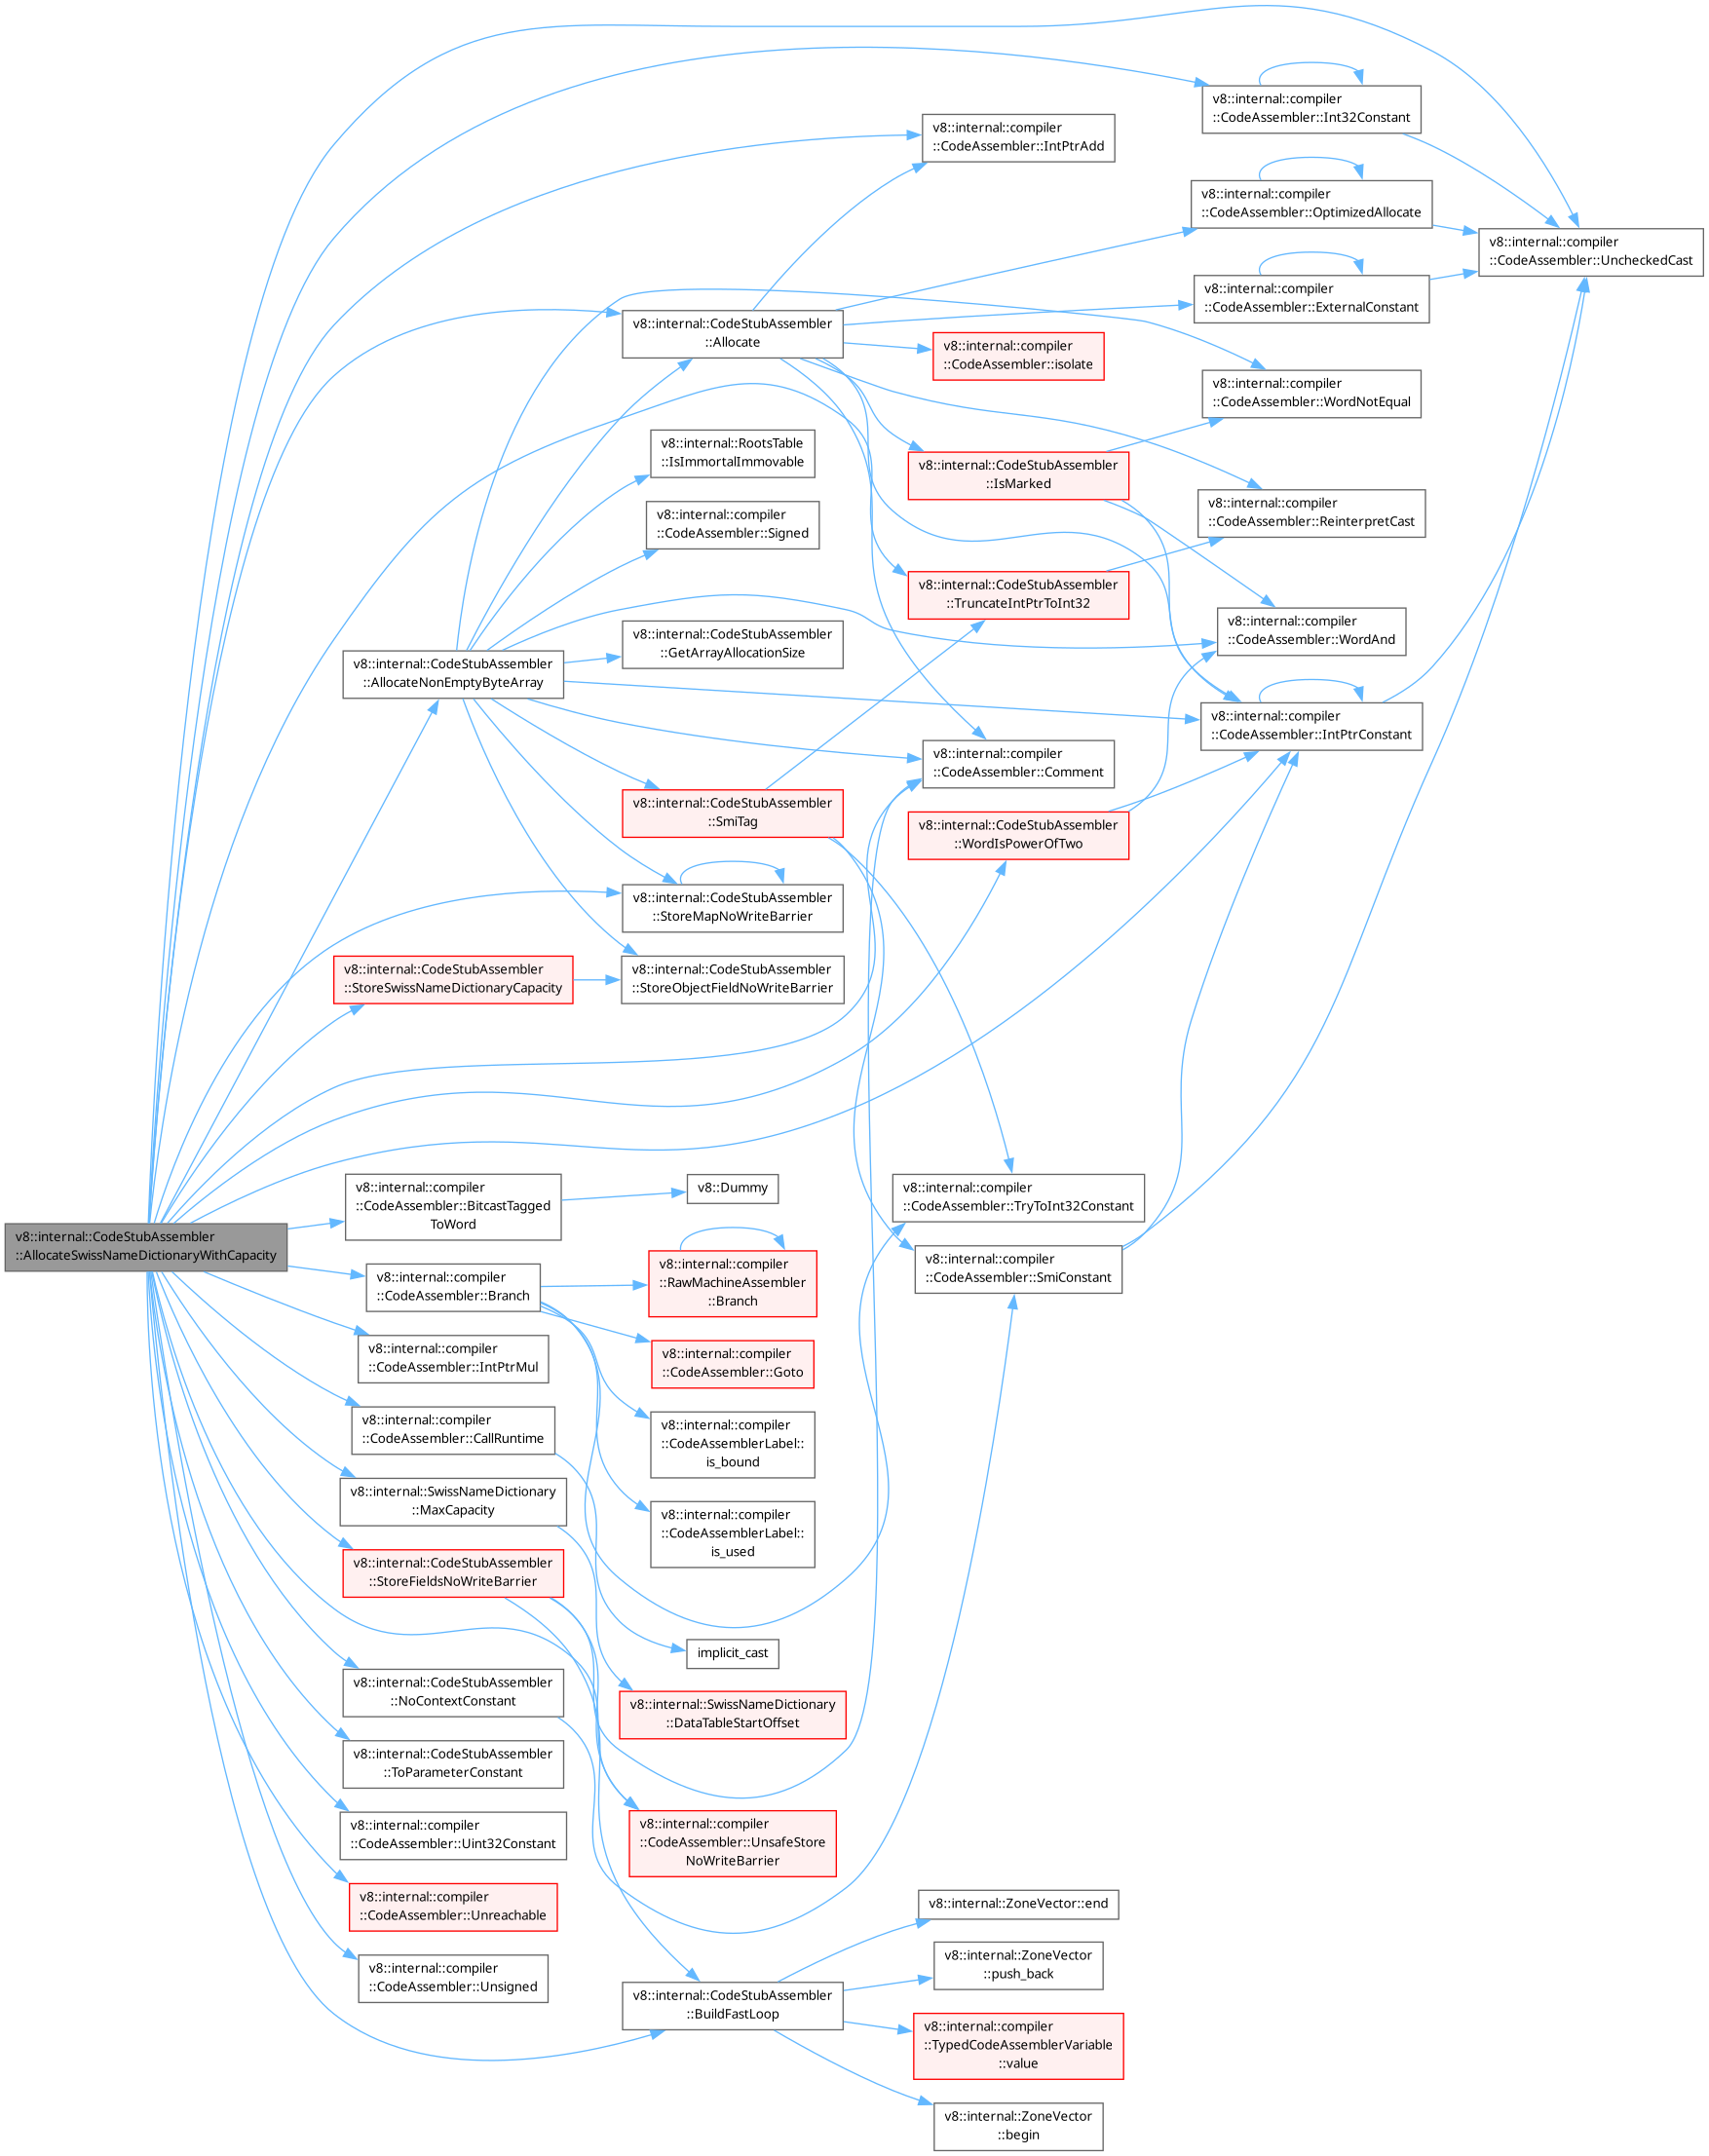 v8::internal::compiler
::CodeAssembler::Int32Constant
v8::internal::compiler
::CodeAssembler::IntPtrAdd
v8::internal::compiler
::CodeAssembler::OptimizedAllocate
v8::internal::compiler
::CodeAssembler::UncheckedCast
v8::internal::compiler
::CodeAssembler::ExternalConstant
v8::internal::CodeStubAssembler
::Allocate
v8::internal::compiler
::CodeAssembler::isolate
v8::internal::compiler
::CodeAssembler::WordNotEqual
v8::internal::RootsTable
::IsImmortalImmovable
v8::internal::CodeStubAssembler
::IsMarked
v8::internal::compiler
::CodeAssembler::ReinterpretCast
v8::internal::compiler
::CodeAssembler::Signed
v8::internal::CodeStubAssembler
::TruncateIntPtrToInt32
v8::internal::compiler
::CodeAssembler::WordAnd
v8::internal::CodeStubAssembler
::GetArrayAllocationSize
v8::internal::CodeStubAssembler
::AllocateNonEmptyByteArray
v8::internal::compiler
::CodeAssembler::IntPtrConstant
v8::internal::compiler
::CodeAssembler::Comment
v8::internal::CodeStubAssembler
::SmiTag
v8::internal::CodeStubAssembler
::WordIsPowerOfTwo
v8::internal::CodeStubAssembler
::StoreMapNoWriteBarrier
v8::internal::CodeStubAssembler
::StoreSwissNameDictionaryCapacity
v8::internal::CodeStubAssembler
::StoreObjectFieldNoWriteBarrier
v8::internal::compiler
::CodeAssembler::BitcastTagged
ToWord
v8::Dummy
v8::internal::compiler
::CodeAssembler::TryToInt32Constant
v8::internal::CodeStubAssembler
::AllocateSwissNameDictionaryWithCapacity
v8::internal::compiler
::CodeAssembler::Branch
v8::internal::compiler
::RawMachineAssembler
::Branch
v8::internal::compiler
::CodeAssembler::SmiConstant
v8::internal::compiler
::CodeAssembler::IntPtrMul
v8::internal::compiler
::CodeAssembler::Goto
v8::internal::compiler
::CodeAssembler::CallRuntime
v8::internal::compiler
::CodeAssemblerLabel::
is_bound
v8::internal::SwissNameDictionary
::MaxCapacity
v8::internal::compiler
::CodeAssemblerLabel::
is_used
v8::internal::CodeStubAssembler
::StoreFieldsNoWriteBarrier
implicit_cast
v8::internal::CodeStubAssembler
::NoContextConstant
v8::internal::SwissNameDictionary
::DataTableStartOffset
v8::internal::CodeStubAssembler
::ToParameterConstant
v8::internal::compiler
::CodeAssembler::Uint32Constant
v8::internal::compiler
::CodeAssembler::UnsafeStore
NoWriteBarrier
v8::internal::compiler
::CodeAssembler::Unreachable
v8::internal::ZoneVector::end
v8::internal::compiler
::CodeAssembler::Unsigned
v8::internal::ZoneVector
::push_back
v8::internal::CodeStubAssembler
::BuildFastLoop
v8::internal::compiler
::TypedCodeAssemblerVariable
::value
v8::internal::ZoneVector
::begin